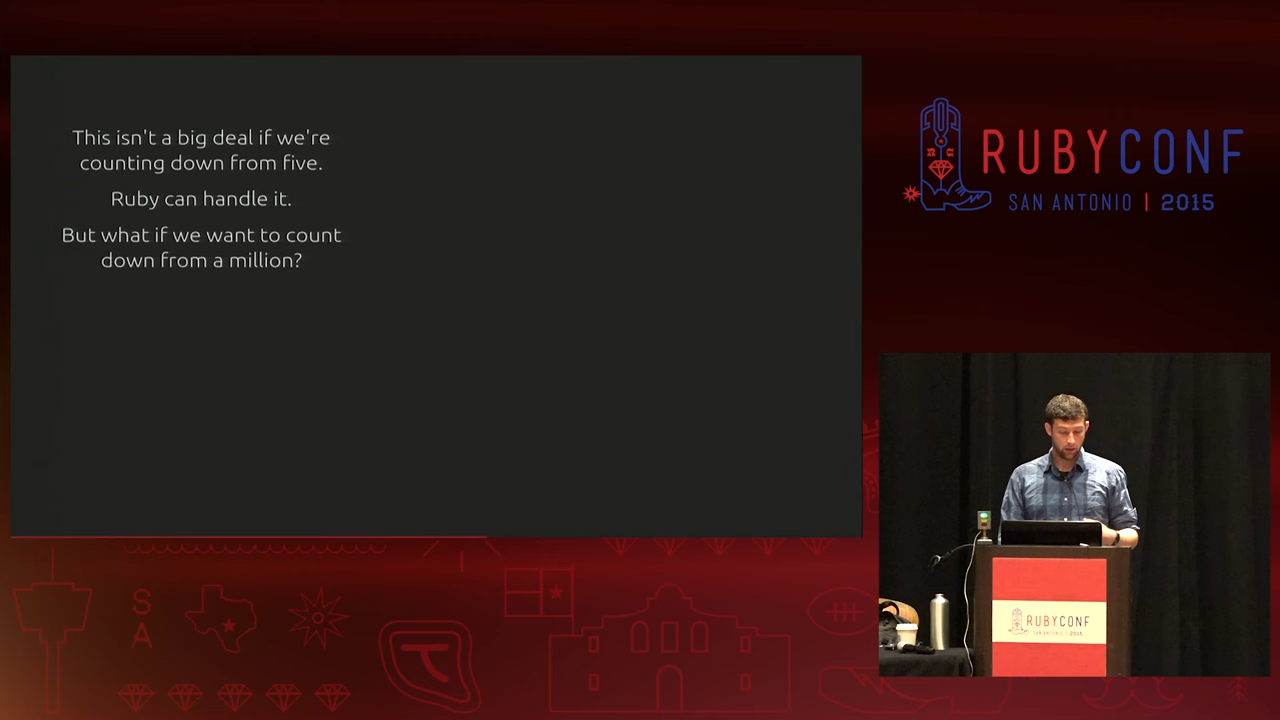 This isn't a big deal if we're
counting down from five.
Ruby can handle it.
But what if we want to count
down from a million?
RUBYCONF
SAN ANTONIO | 2015
S
A
RUBYCONF
SAN ANTONIO | 2015